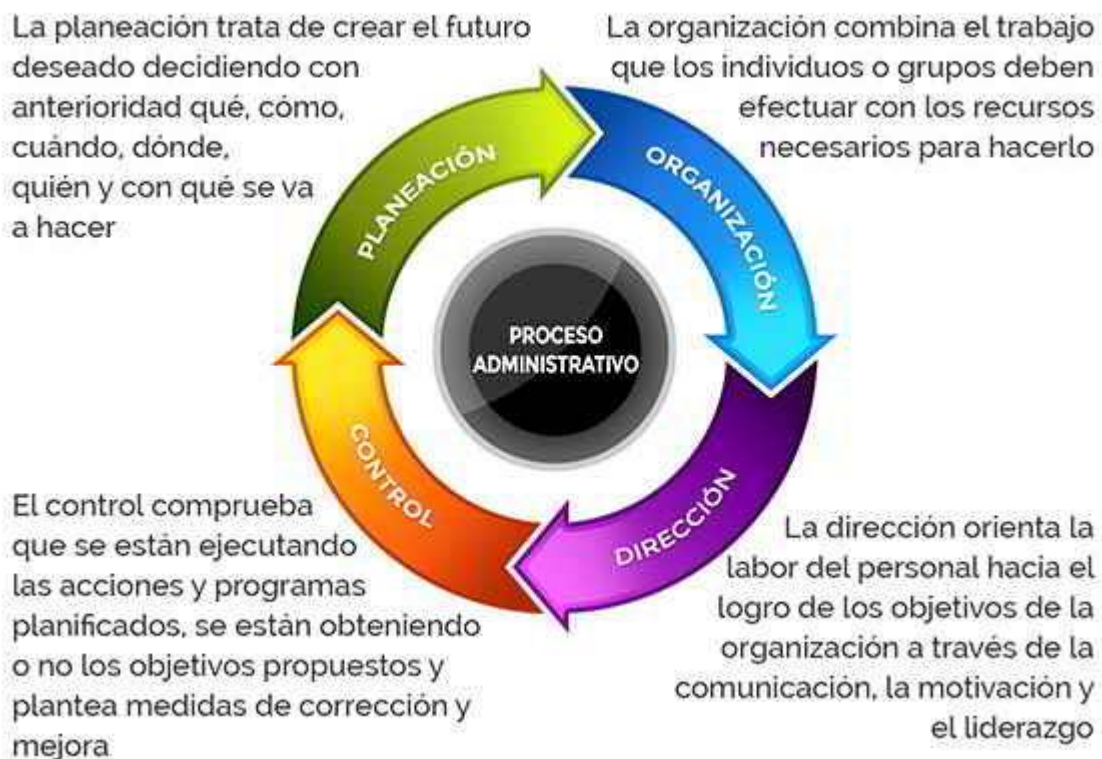 La planeación trata de crear el futuro
deseado decidiendo con
anterioridad qué, cómo,
cuándo, dónde,
quién y con qué se va
a hacer
La organización combina el trabajo
que los individuos o grupos deben
efectuar con los recursos
necesarios para hacerlo
PLANEACIÓN
ORGANIZACIÓN
PROCESO
ADMINISTRATIVO
CONTROL
DIRECCIÓN
El control comprueba
que se están ejecutando
las acciones y programas
planificados, se están obteniendo
o no los objetivos propuestos y
plantea medidas de corrección y
mejora
La dirección orienta la
labor del personal hacia el
logro de los objetivos de la
organización a través de la
comunicación, la motivación y
el liderazgo